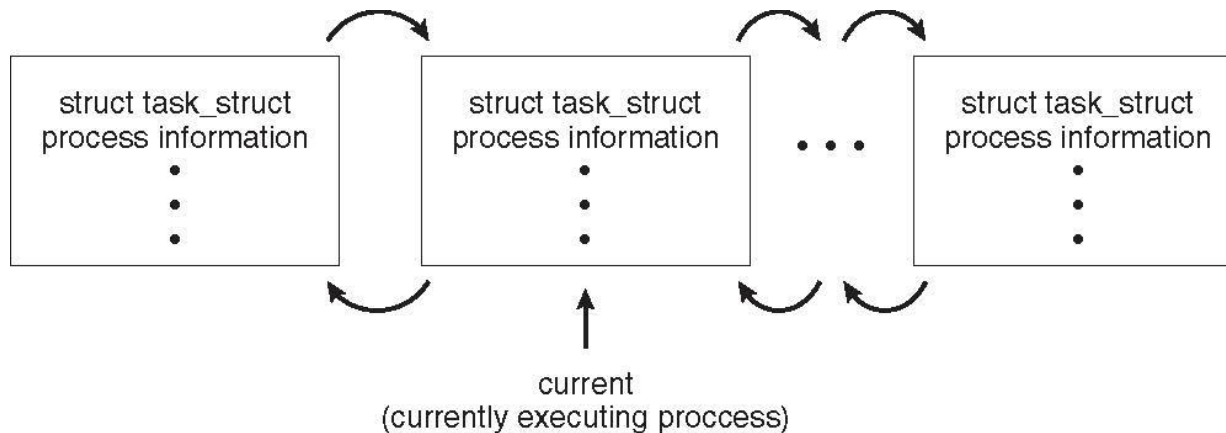 struct task_struct
process information
struct task_struct
process information
struct task_struct
process information
current
(currently executing proccess)